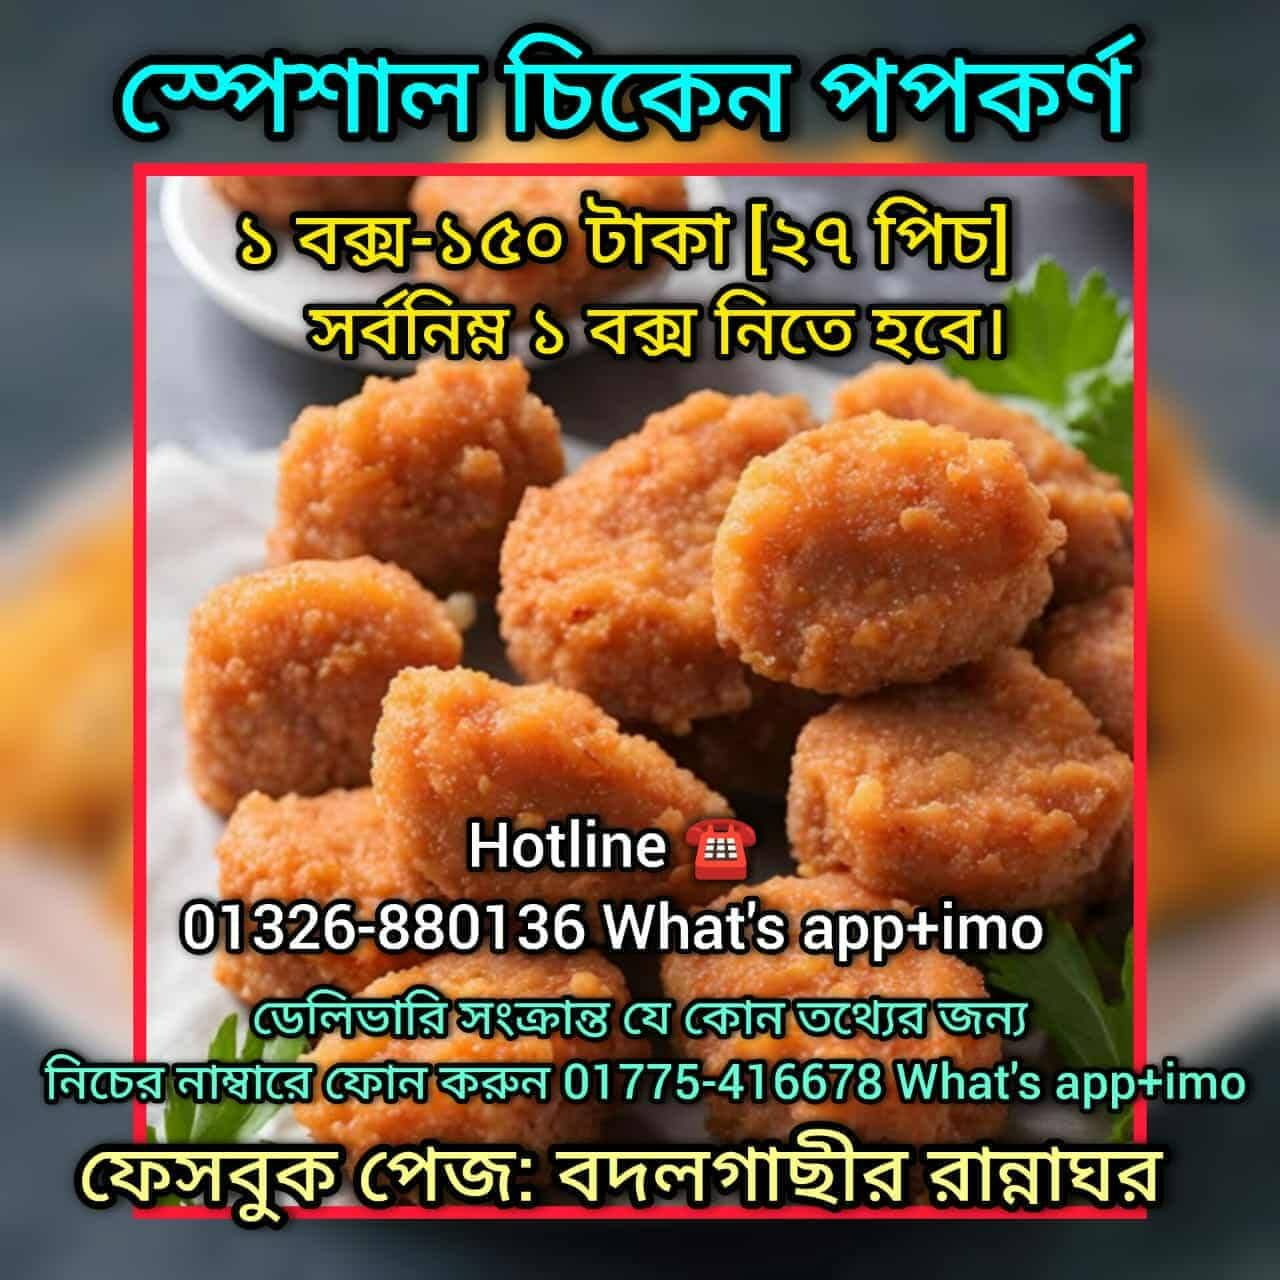 স্পেশাল চিকেন পপকর্ণ
১ বক্স-১৫০ টাকা [২৭ পিচ]
সর্বনিম্ন ১ বক্স নিতে হবে।
Hotline ☎
01326-880136 What's app+imo
ডেলিভারি সংক্রান্ত যে কোন তথ্যের জন্য
নিচের নাম্বারে ফোন করুন 01775-416678 What's app+imo
ফেসবুক পেজ: বদলগাছীর রান্নাঘর